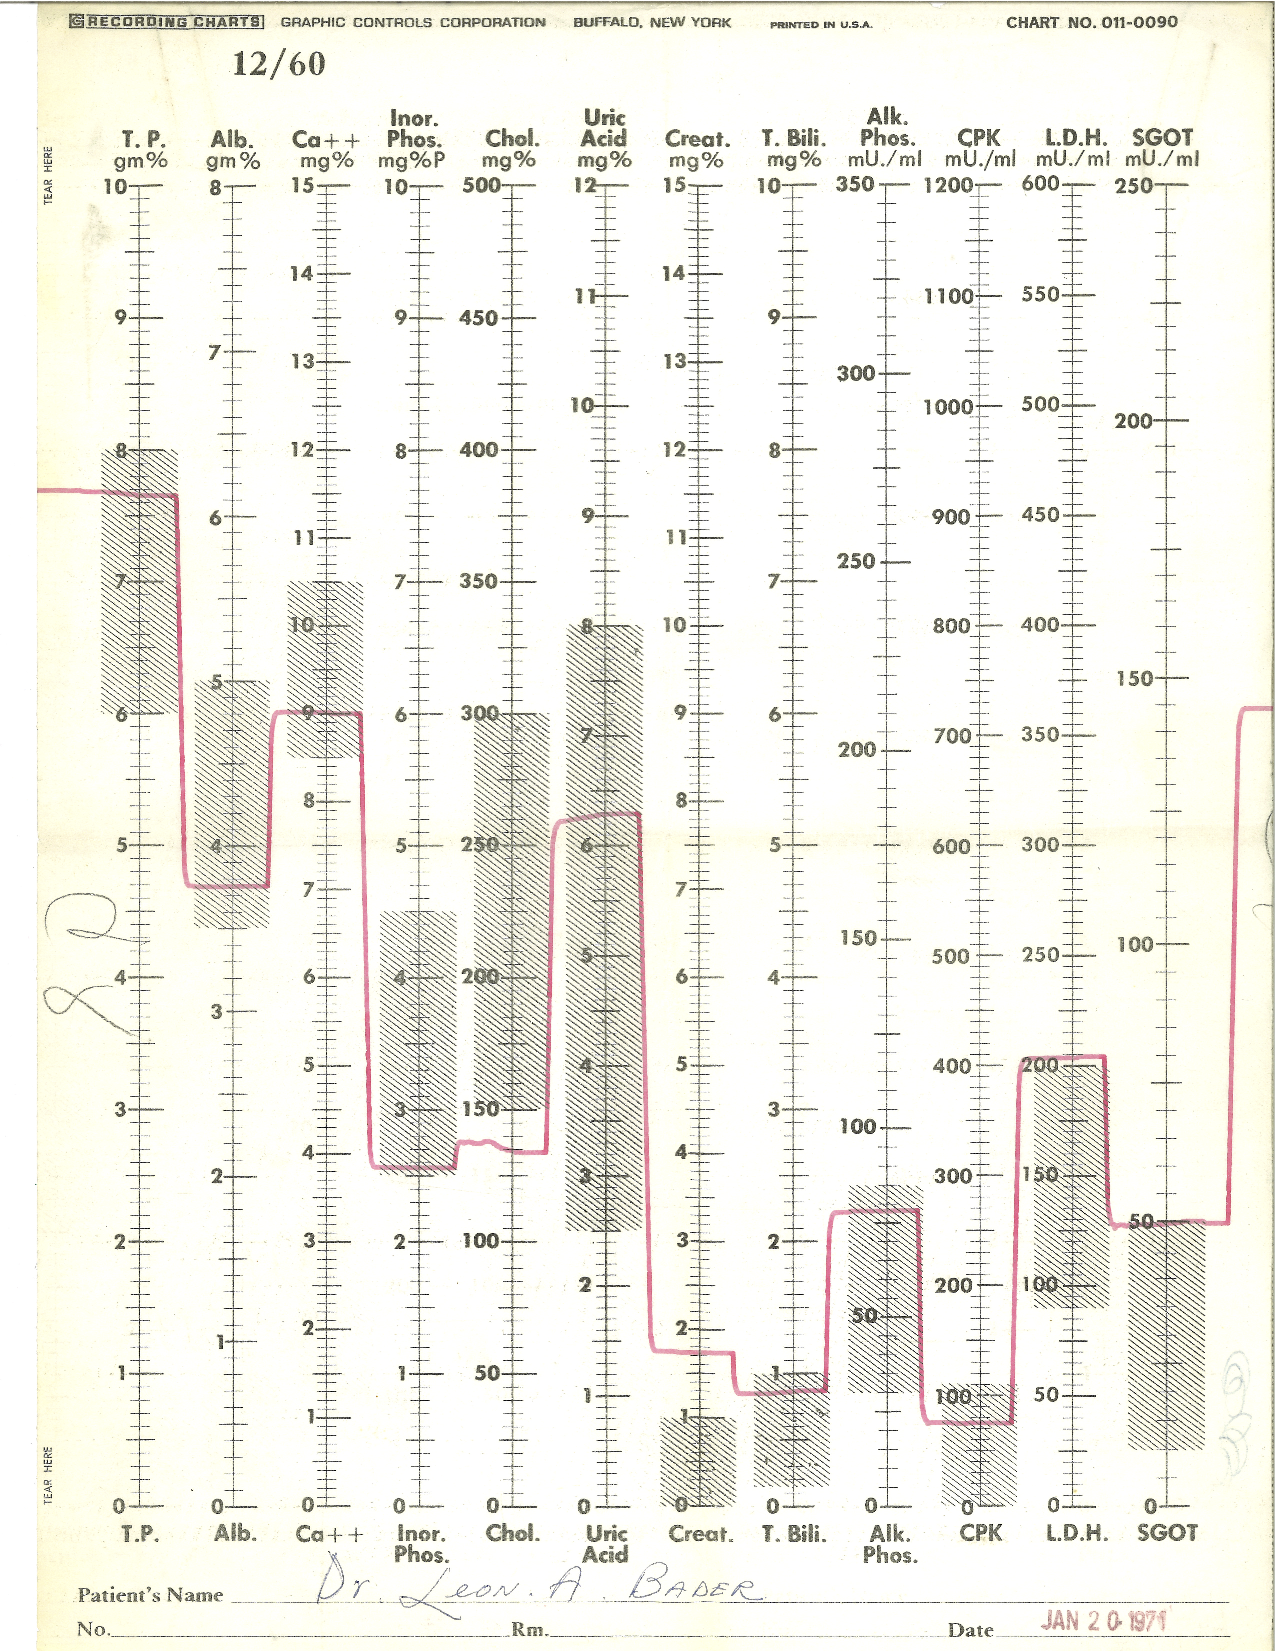 G RECORDING CHARTS GRAPHIC CONTROLS CORPORATION BUFFALO, NEW YORK PRINTED IN U.S.A. CHART NO. 011-0090
12/60
TEAR HERE
T. P. gm% Alb. gm% Ca++ mg% Inor. Phos. mg%P Chol. mg% Uric Acid mg% Creat. mg% T. Bili. mg% Alk. Phos. mU./ml CPK mU./ml L.D.H. mU./ml SGOT mU./ml
10 9 8 7 6 5 4 3 2 1 0
8 7 6 5 4 3 2 1 0
15 14 13 12 11 10 9 8 7 6 5 4 3 2 1 0
10 9 8 7 6 5 4 3 2 1 0
500 450 400 350 300 250 200 150 100 50 0
12 11 10 9 8 7 6 5 4 3 2 1 0
15 14 13 12 11 10 9 8 7 6 5 4 3 2 1 0
10 9 8 7 6 5 4 3 2 1 0
350 300 250 200 150 100 50 0
1200 1100 1000 900 800 700 600 500 400 300 200 100 0
600 550 500 450 400 350 300 250 200 150 100 50 0
250 200 150 100 50 0
TEAR HERE
T.P. Alb. Ca++ Inor. Phos. Chol. Uric Acid Creat. T. Bili. Alk. Phos. CPK L.D.H. SGOT
Patient's Name Dr. Leon. A. BADER
No. Rm. Date JAN 20 1971